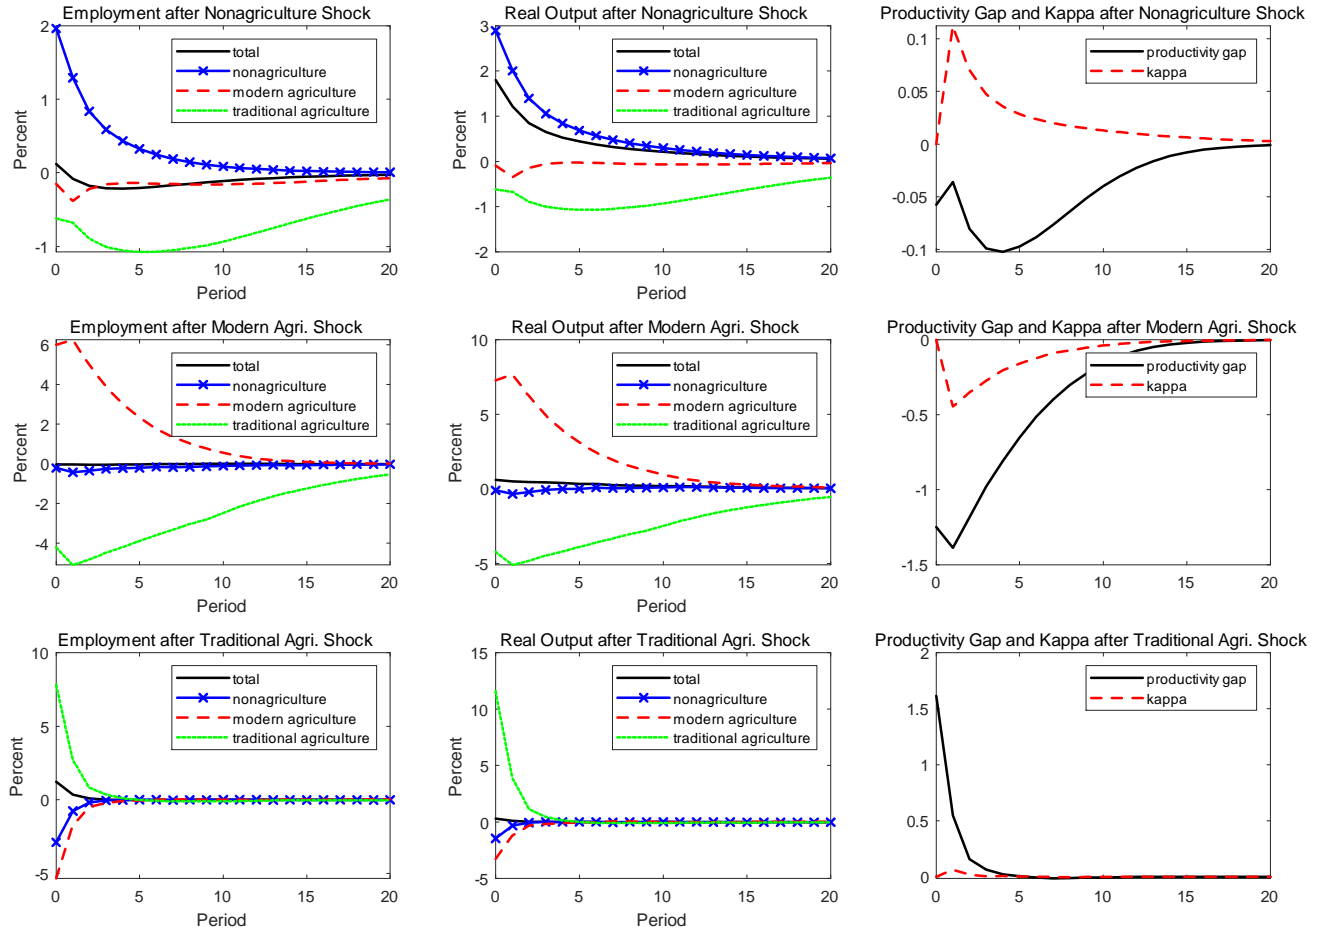 Employment after Nonagriculture Shock
2
1
0
-1
Percent
total
nonagriculture
modern agriculture
traditional agriculture
0 5 10 15 20
Period
Real Output after Nonagriculture Shock
3
2
1
0
-1
-2
Percent
total
nonagriculture
modern agriculture
traditional agriculture
0 5 10 15 20
Period
Productivity Gap and Kappa after Nonagriculture Shock
0.1
0.05
0
-0.05
-0.1
productivity gap
kappa
0 5 10 15 20
Employment after Modern Agri. Shock
6
4
2
0
-2
-4
Percent
total
nonagriculture
modern agriculture
traditional agriculture
0 5 10 15 20
Period
Real Output after Modern Agri. Shock
10
5
0
-5
Percent
total
nonagriculture
modern agriculture
traditional agriculture
0 5 10 15 20
Period
Productivity Gap and Kappa after Modern Agri. Shock
0
-0.5
-1
-1.5
productivity gap
kappa
0 5 10 15 20
Employment after Traditional Agri. Shock
10
5
0
-5
Percent
total
nonagriculture
modern agriculture
traditional agriculture
0 5 10 15 20
Period
Real Output after Traditional Agri. Shock
15
10
5
0
-5
Percent
total
nonagriculture
modern agriculture
traditional agriculture
0 5 10 15 20
Period
Productivity Gap and Kappa after Traditional Agri. Shock
2
1.5
1
0.5
0
productivity gap
kappa
0 5 10 15 20